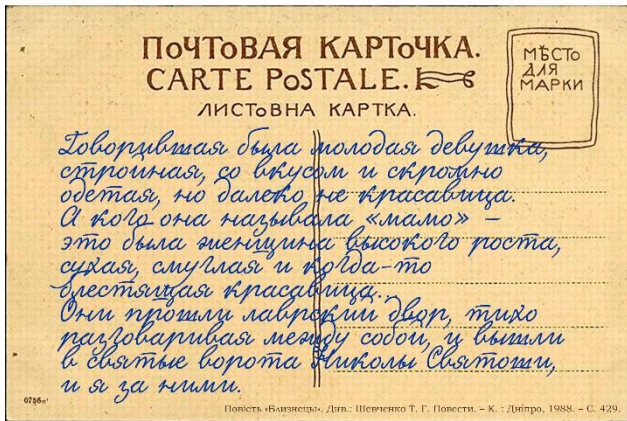 ПОЧТОВАЯ КАРТОЧКА.
CARTE POSTALE.
ЛИСТОВНА КАРТКА.
МѢСТО
ДЛЯ
МАРКИ
Говорившая была молодая девушка,
стройная, со вкусом и скромно
одетая, но далеко не красавица.
А кого она называла «мамо» –
это была женщина высокого роста,
сухая, смуглая и когда-то
блестящая красавица...
Они прошли лаврский двор, тихо
разговаривая между собой, и вышли
в святые ворота Николы Святоши,
и я за ними.
Повість «Близнецы». Див.: Шевченко Т. Г. Повести. – К. : Дніпро, 1988. – С. 429.